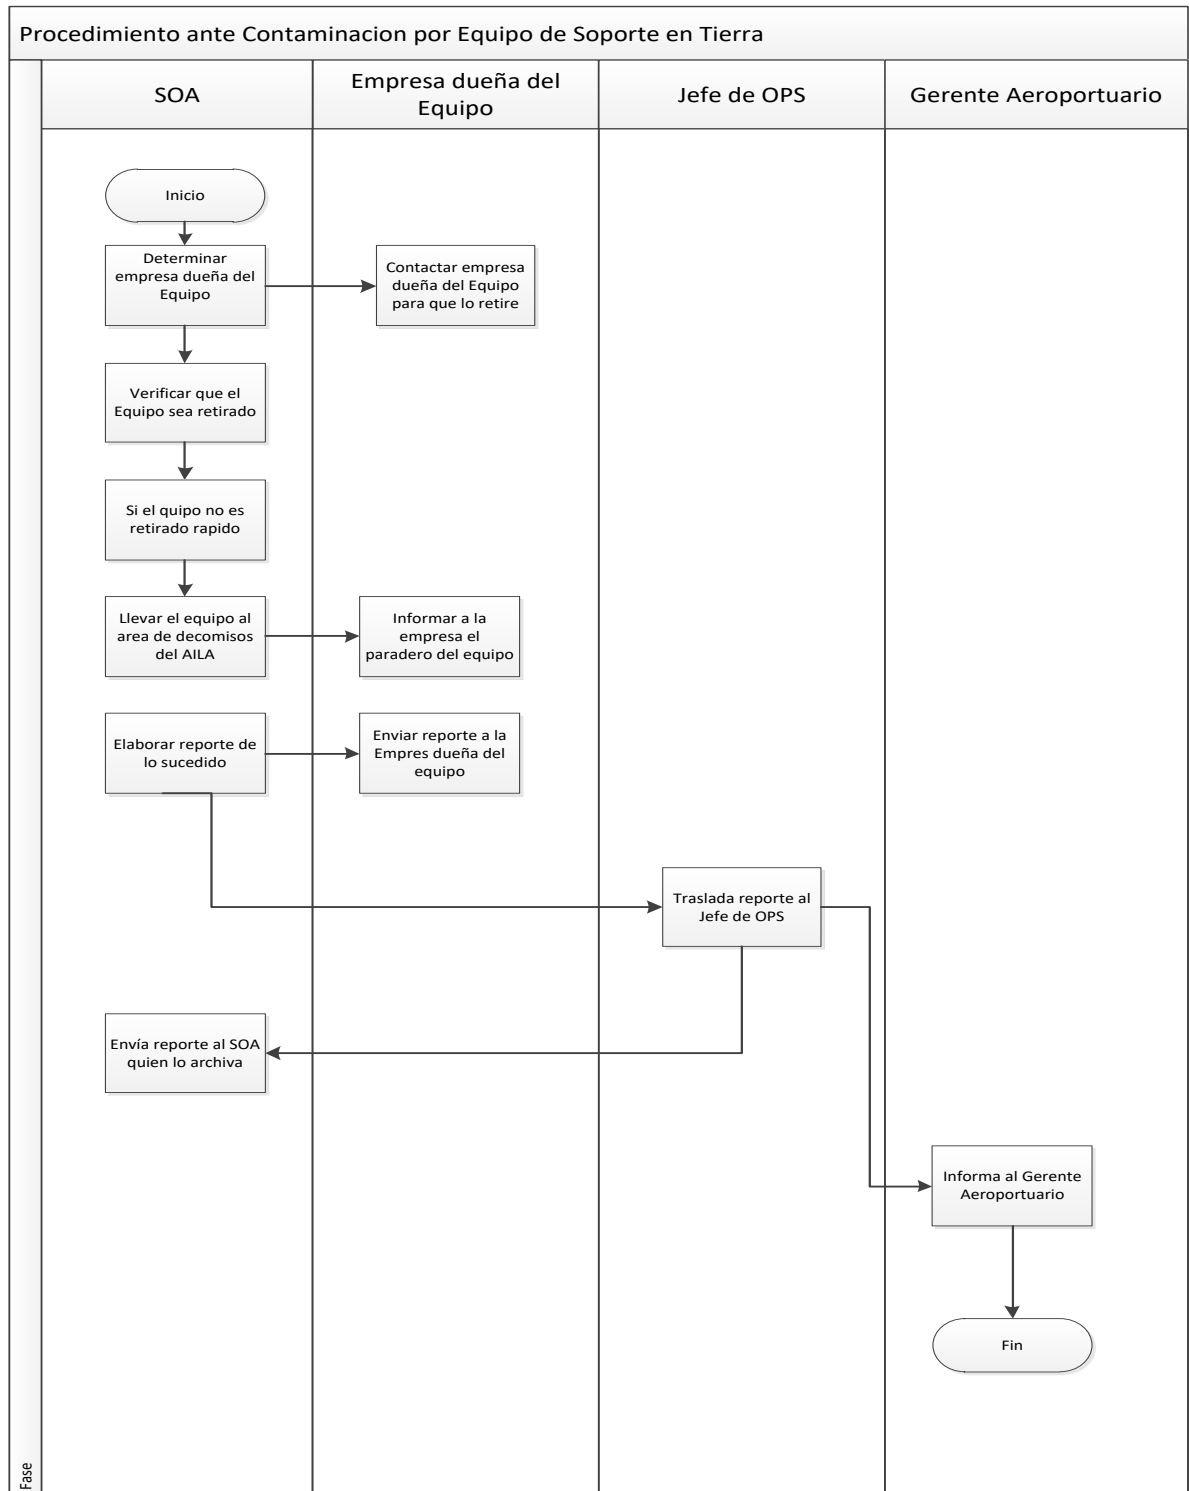 Procedimiento ante Contaminacion por Equipo de Soporte en Tierra
SOA
Empresa dueña del
Equipo
Jefe de OPS
Gerente Aeroportuario
Inicio
Determinar
empresa dueña del
Equipo
Contactar empresa
dueña del Equipo
para que lo retire
Verificar que el
Equipo sea retirado
Si el quipo no es
retirado rapido
Llevar el equipo al
area de decomisos
del AILA
Informar a la
empresa el
paradero del equipo
Elaborar reporte de
lo sucedido
Enviar reporte a la
Empres dueña del
equipo
Traslada reporte al
Jefe de OPS
Envía reporte al SOA
quien lo archiva
Informa al Gerente
Aeroportuario
Fin
Fase